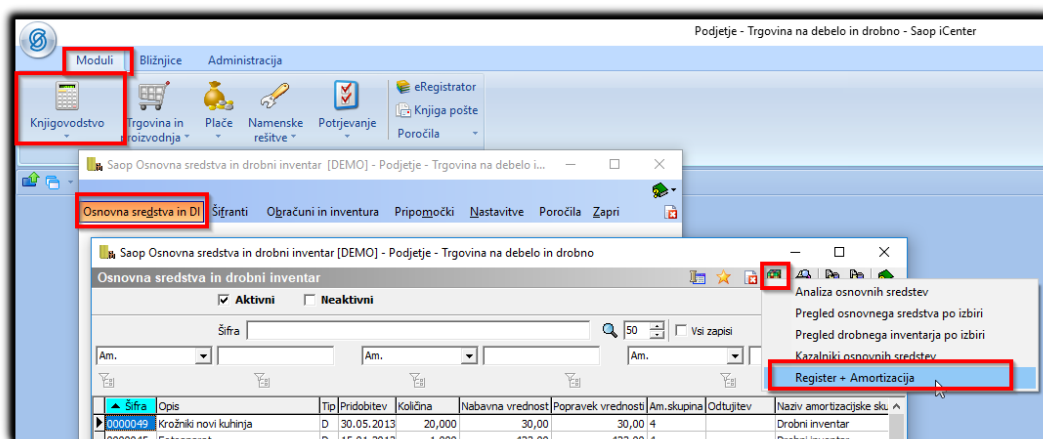 Podjetje - Trgovina na debelo in drobno - Saop iCenter
Moduli Bližnjice Administracija
Knjigovodstvo
Trgovina in proizvodnja
Plače
Namenske rešitve
Potrjevanje
eRegistrator
Knjiga pošte
Poročila
Saop Osnovna sredstva in drobni inventar [DEMO] - Podjetje - Trgovina na debelo i...
Osnovna sredstva in DI Šifranti Obračuni in inventura Pripomočki Nastavitve Poročila Zapri
Saop Osnovna sredstva in drobni inventar [DEMO] - Podjetje - Trgovina na debelo in drobno
Osnovna sredstva in drobni inventar
Aktivni Neaktivni
Šifra 50 Vsi zapisi
Am. Am. Am.
Analiza osnovnih sredstev
Pregled osnovnega sredstva po izbiri
Pregled drobnega inventarja po izbiri
Kazalniki osnovnih sredstev
Register + Amortizacija
Šifra Opis Tip Pridobitev Količina Nabavna vrednost Popravek vrednosti Am.skupina Odtujitev Naziv amortizacijske sku
0000049 Krožniki novi kuhinja D 30.05.2013 20,000 30,00 30,00 4 Drobni inventar